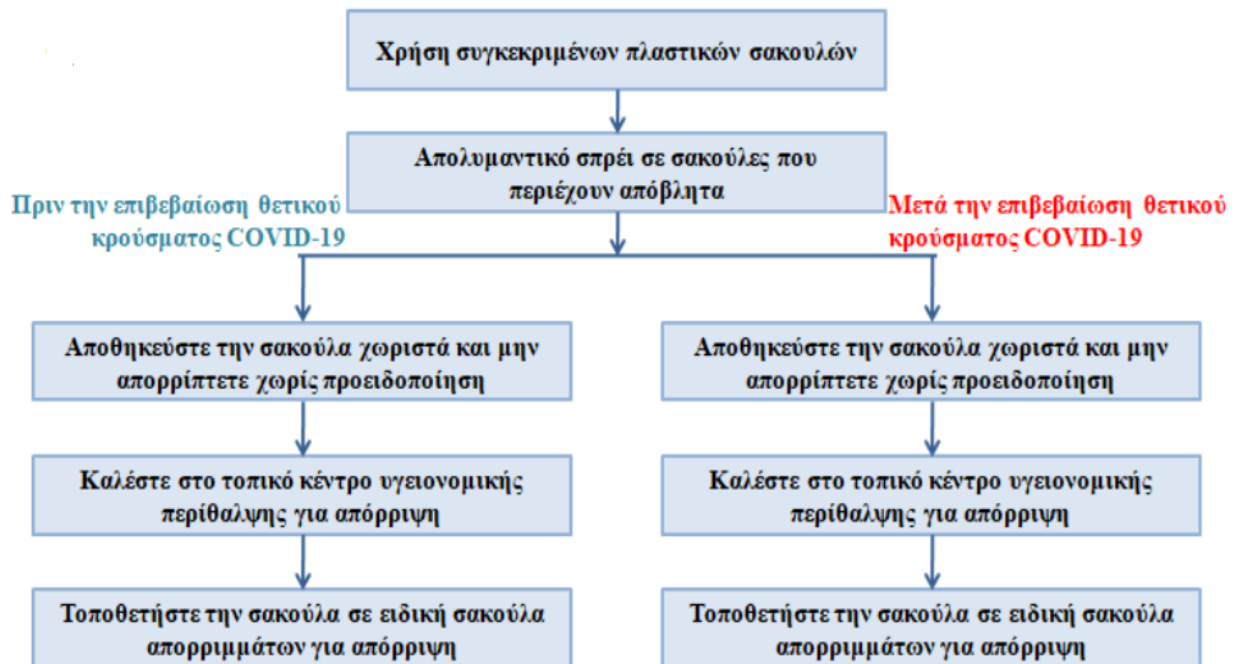 Χρήση συγκεκριμένων πλαστικών σακουλών
Απολυμαντικό σπρέι σε σακούλες που
περιέχουν απόβλητα
Πριν την επιβεβαίωση θετικού
κρούσματος COVID-19
Μετά την επιβεβαίωση θετικού
κρούσματος COVID-19
Αποθηκεύστε την σακούλα χωριστά και μην
απορρίπτετε χωρίς προειδοποίηση
Αποθηκεύστε την σακούλα χωριστά και μην
απορρίπτετε χωρίς προειδοποίηση
Καλέστε στο τοπικό κέντρο υγειονομικής
περίθαλψης για απόρριψη
Καλέστε στο τοπικό κέντρο υγειονομικής
περίθαλψης για απόρριψη
Τοποθετήστε την σακούλα σε ειδική σακούλα
απορριμμάτων για απόρριψη
Τοποθετήστε την σακούλα σε ειδική σακούλα
απορριμμάτων για απόρριψη